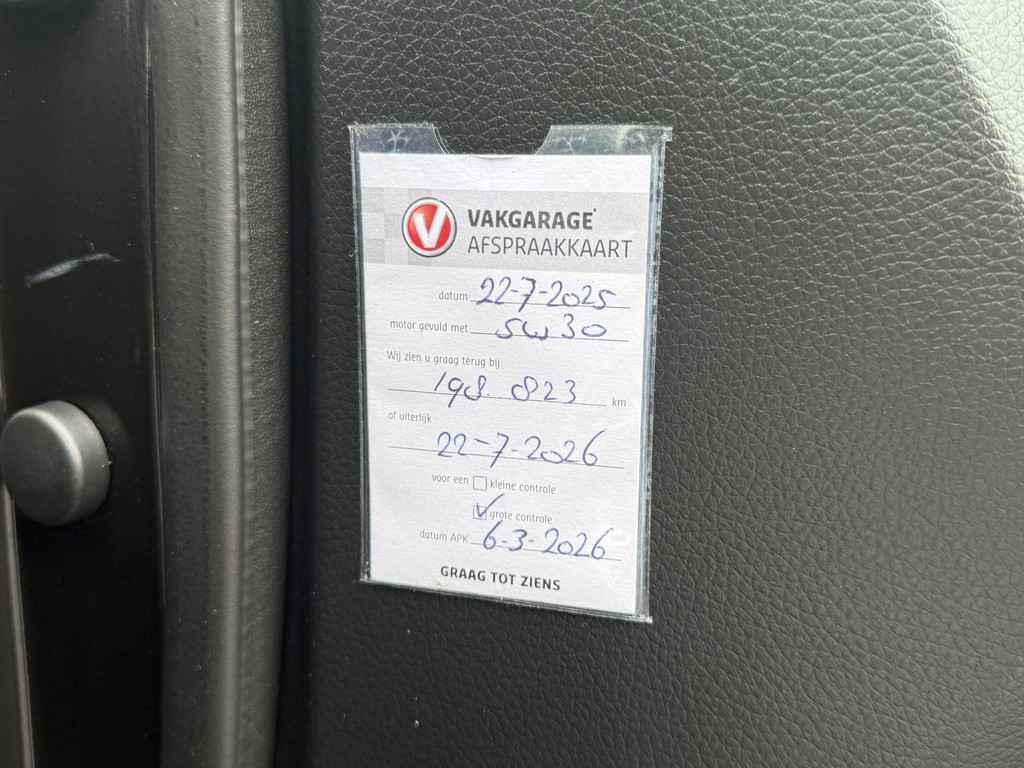 V
VAKGARAGE®
AFSPRAAKKAART
datum 22-7-2025
motor gevuld met 5w30
Wij zien u graag terug bij
198.823 km
of uiterlijk
22-7-2026
voor een kleine controle
grote controle
datum APK 6-3-2026
GRAAG TOT ZIENS